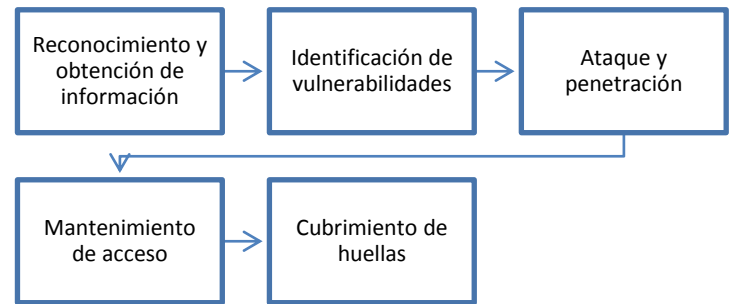 Reconocimiento y
obtención de
información
Identificación de
vulnerabilidades
Ataque y
penetración
Mantenimiento
de acceso
Cubrimiento de
huellas